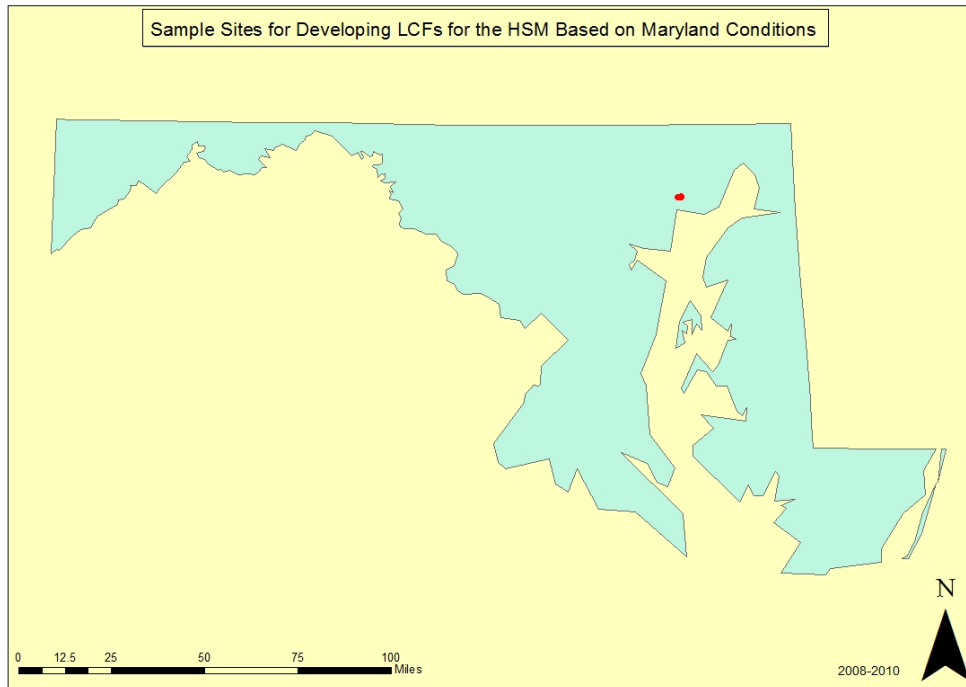 Sample Sites for Developing LCFs for the HSM Based on Maryland Conditions
N
0 12.5 25 50 75 100
Miles
2008-2010